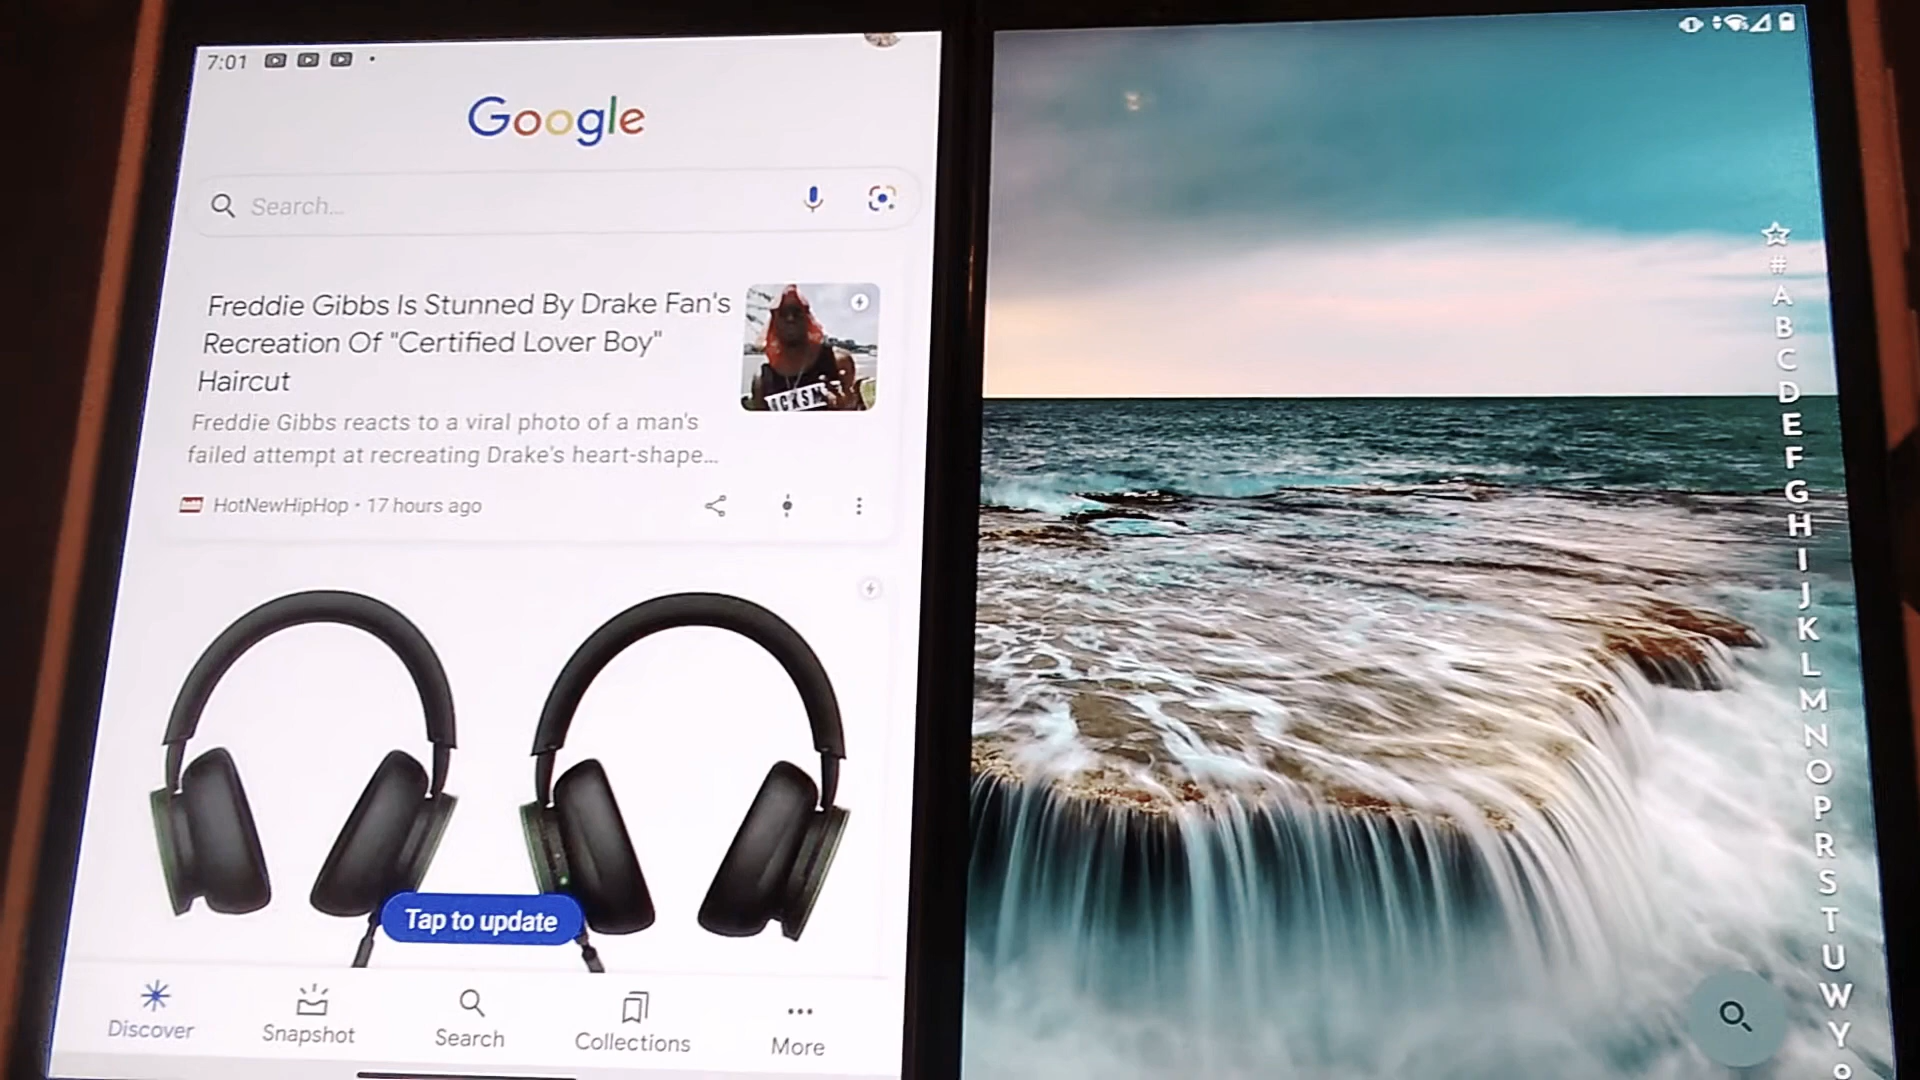 7:01
Google
Search...
Freddie Gibbs Is Stunned By Drake Fan's
Recreation Of "Certified Lover Boy"
Haircut
Freddie Gibbs reacts to a viral photo of a man's
failed attempt at recreating Drake's heart-shape...
HotNewHipHop • 17 hours ago
Tap to update
Discover
Snapshot
Search
Collections
More
#
A
B
C
D
E
F
G
H
I
J
K
L
M
N
O
P
R
S
T
U
W
Y